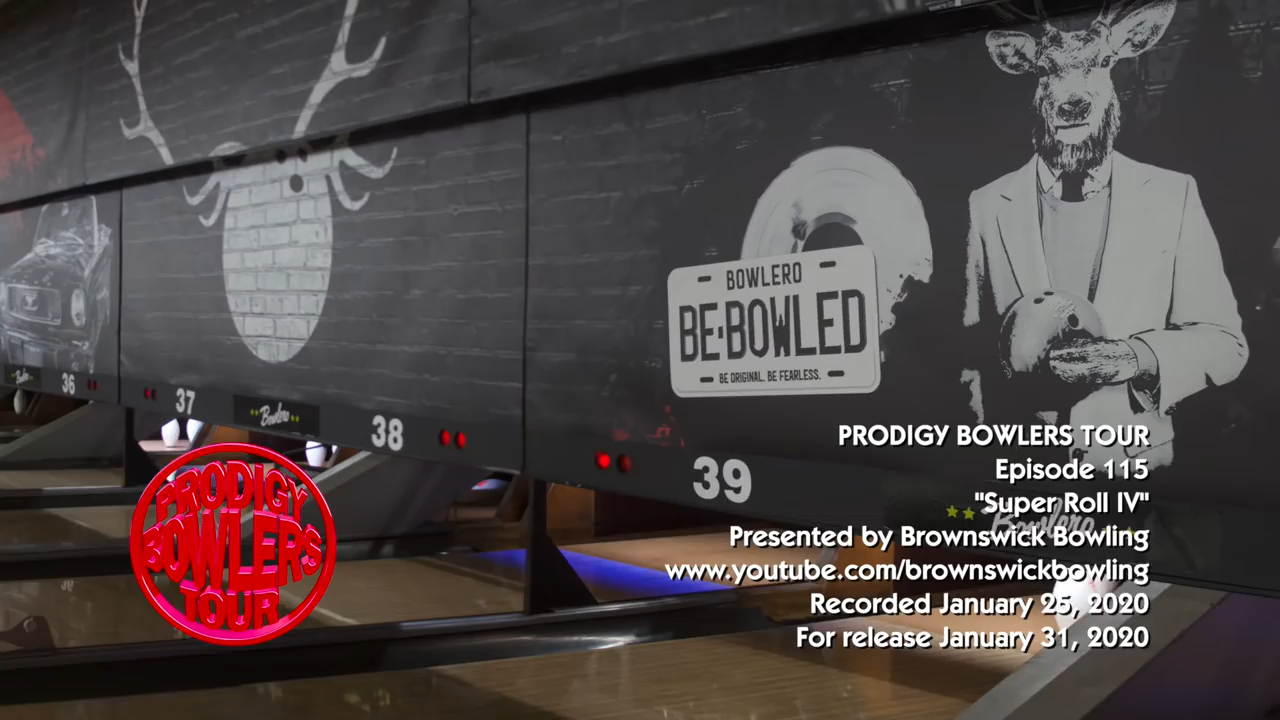 BOWLERO
BE·BOWLED
BE ORIGINAL. BE FEARLESS.
36
37
Bowlero
38
39
Bowlero
PRODIGY
BOWLERS
TOUR
PRODIGY BOWLERS TOUR
Episode 115
"Super Roll IV"
Presented by Brownswick Bowling
www.youtube.com/brownswickbowling
Recorded January 25, 2020
For release January 31, 2020